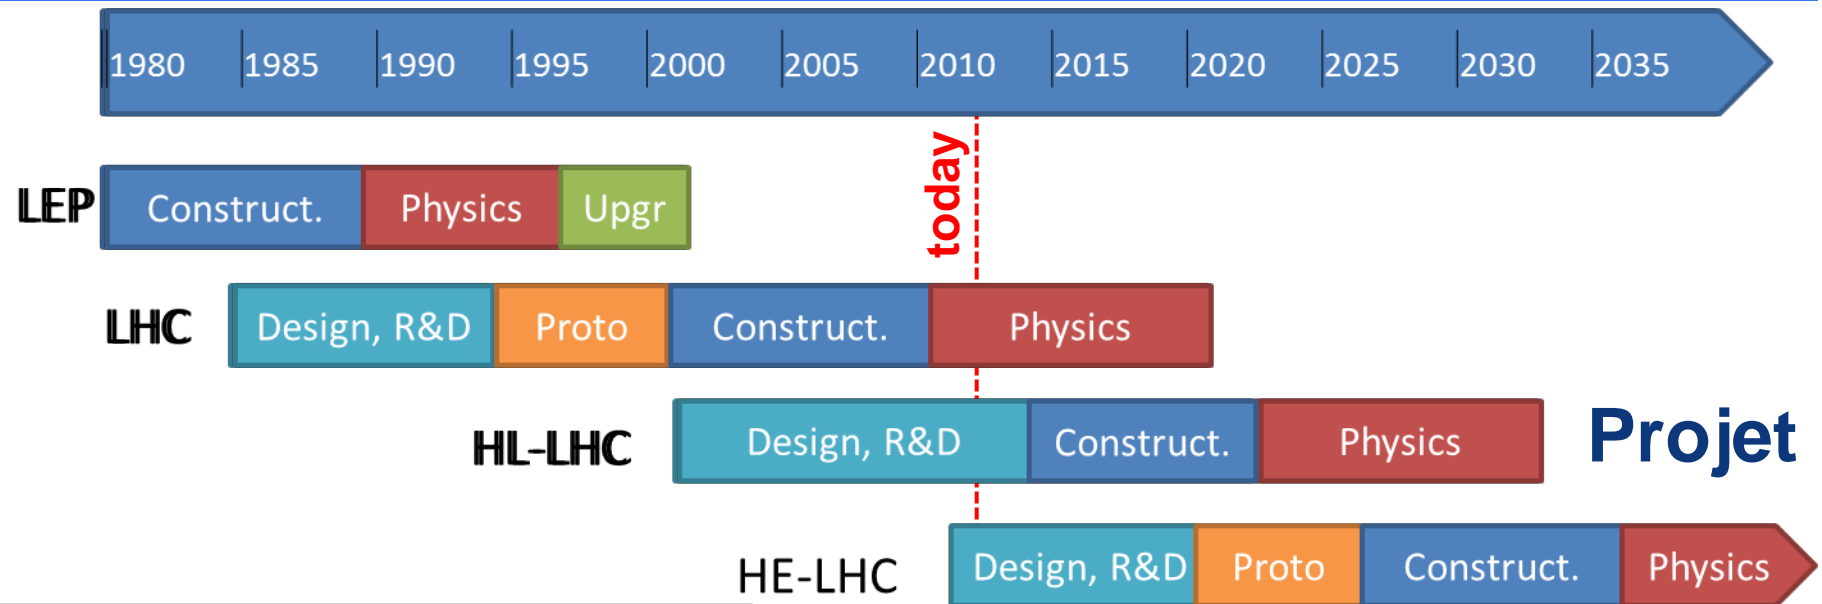 1980 1985 1990 1995 2000 2005 2010 2015 2020 2025 2030 2035
today
LEP Construct. Physics Upgr
LHC Design, R&D Proto Construct. Physics
HL-LHC Design, R&D Construct. Physics Projet
HE-LHC Design, R&D Proto Construct. Physics